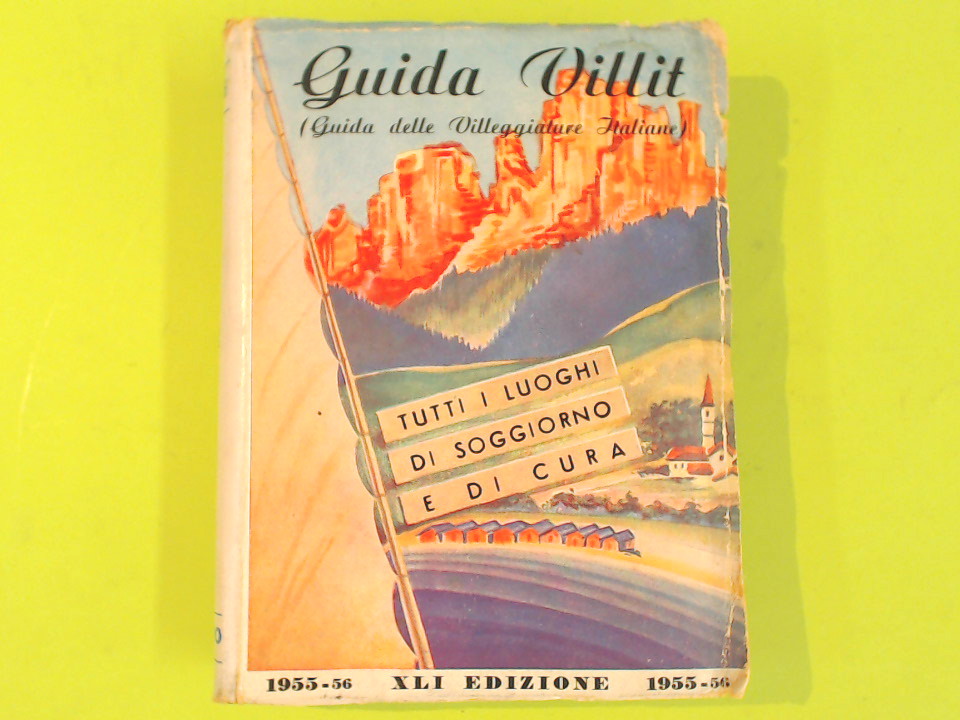 Guida Villit
(Guida delle Villeggiature Italiane)
TUTTI I LUOGHI
DI SOGGIORNO
E DI CURA
1955-56 XLI EDIZIONE 1955-56